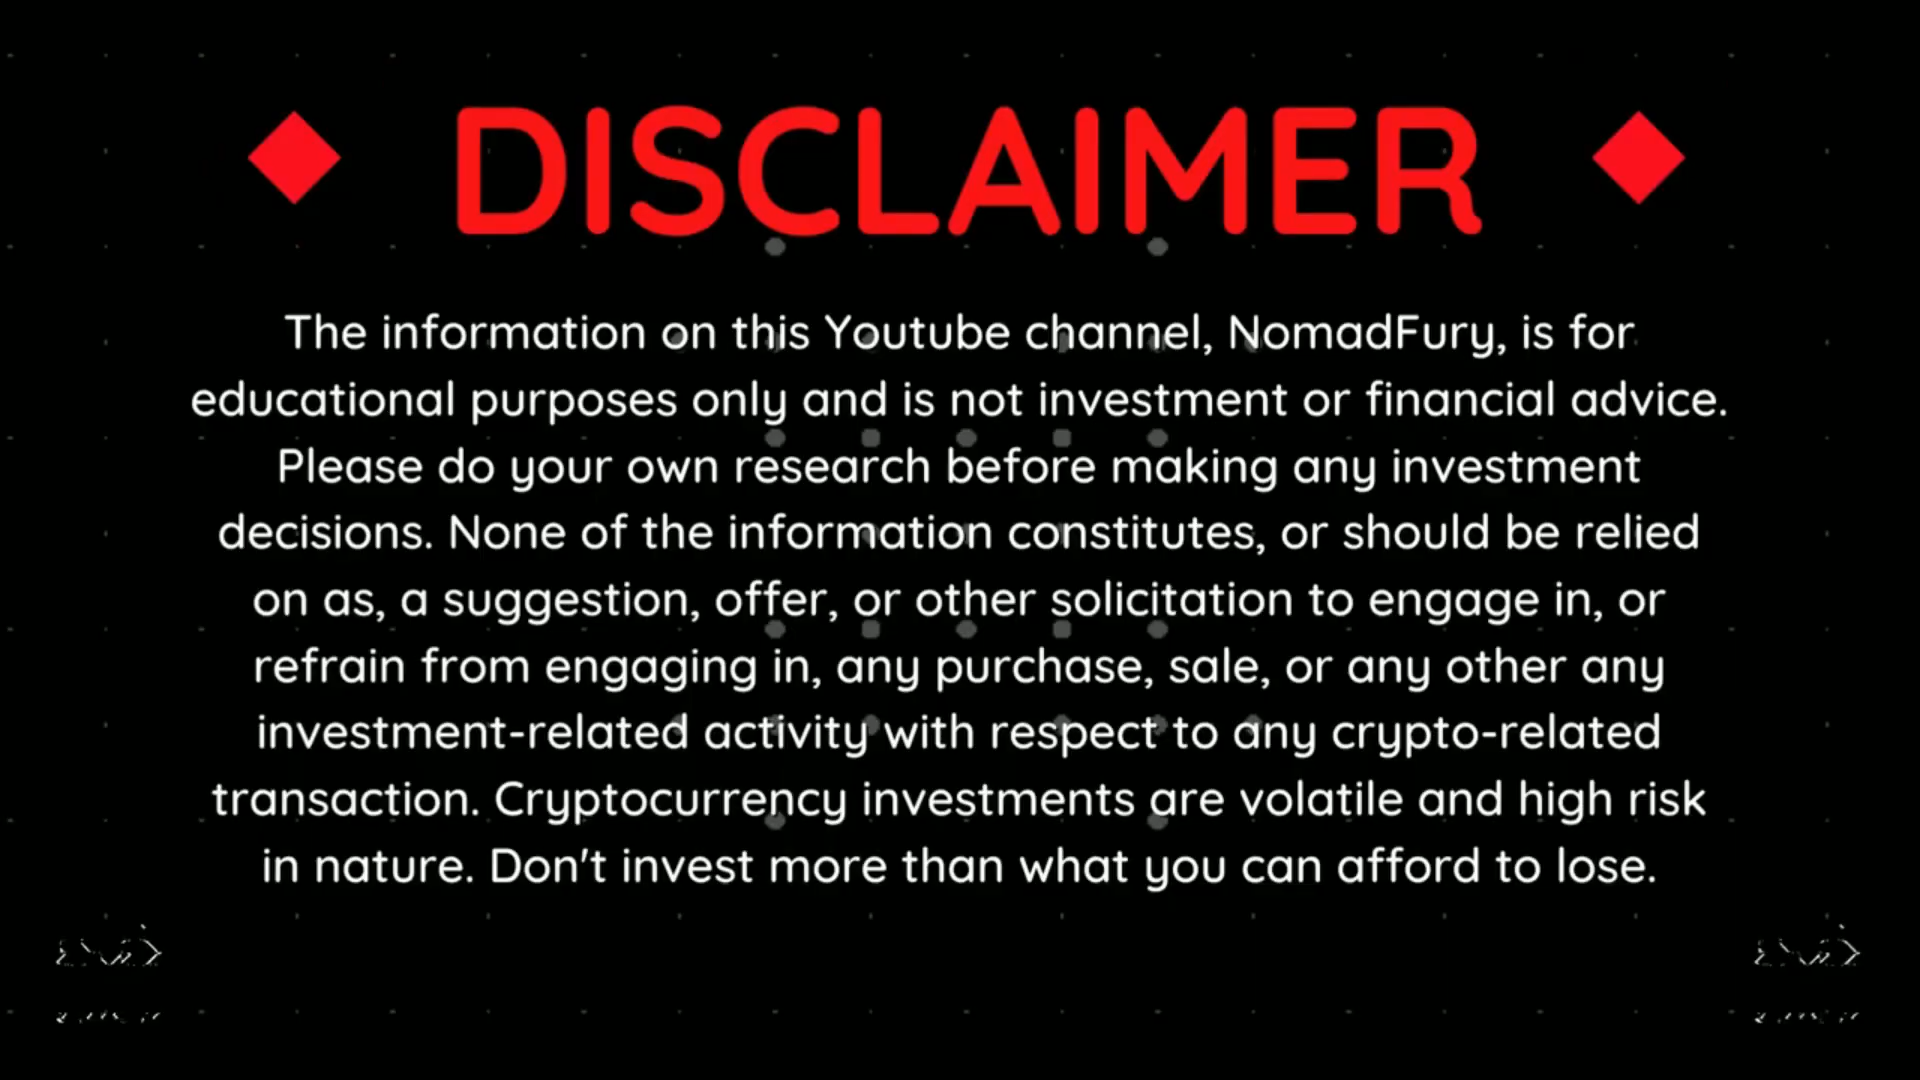 DISCLAIMER
The information on this Youtube channel, NomadFury, is for
educational purposes only and is not investment or financial advice.
Please do your own research before making any investment
decisions. None of the information constitutes, or should be relied
on as, a suggestion, offer, or other solicitation to engage in, or
refrain from engaging in, any purchase, sale, or any other any
investment-related activity with respect to any crypto-related
transaction. Cryptocurrency investments are volatile and high risk
in nature. Don't invest more than what you can afford to lose.